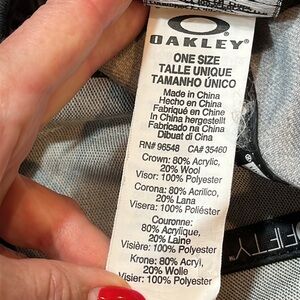 OAKLEY
ONE SIZE
TALLE UNIQUE
TAMANHO ÚNICO
Made in China
Hecho en China
Fabriqué en Chine
In China hergestellt
Fabricado na China
Dibuat di Cina
RN# 96548 CA# 35460
Crown: 80% Acrylic,
20% Wool
Visor: 100% Polyester
Corona: 80% Acrilico,
20% Lana
Visera: 100% Poliéster
Couronne:
80% Acrylique,
20% Laine
Visière: 100% Polyester
Krone: 80% Acryl,
20% Wolle
100% Polyester